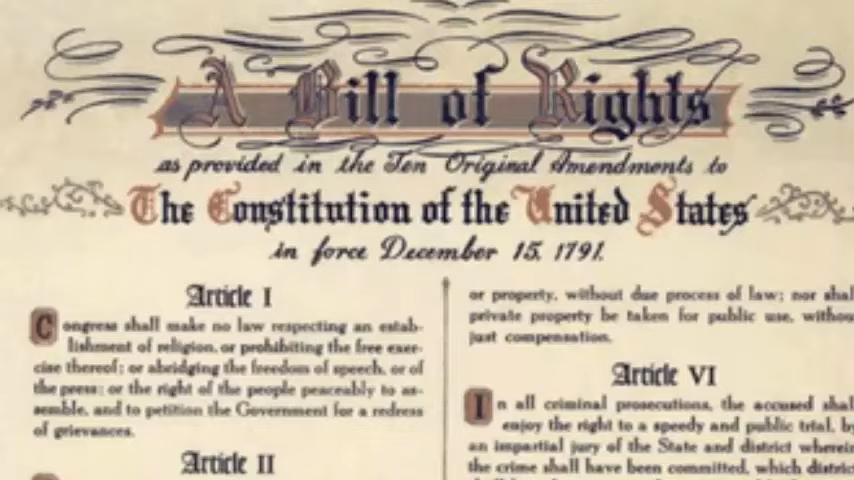 A Bill of Rights
as provided in the Ten Original Amendments to
The Constitution of the United States
in force December 15, 1791.
Article I
Congress shall make no law respecting an estab-
lishment of religion, or prohibiting the free exer-
cise thereof; or abridging the freedom of speech, or of
the press; or the right of the people peaceably to as-
semble, and to petition the Government for a redress
of grievances.
Article II
or property, without due process of law; nor shal
private property be taken for public use, withou
just compensation.
Article VI
In all criminal prosecutions, the accused shal
enjoy the right to a speedy and public trial, by
an impartial jury of the State and district wherein
the crime shall have been committed, which district